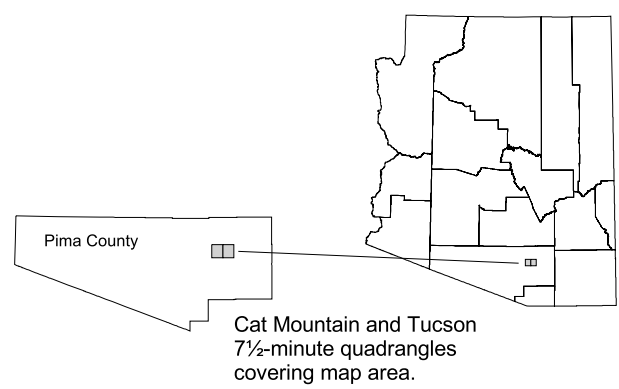 Pima County
Cat Mountain and Tucson
7½-minute quadrangles
covering map area.